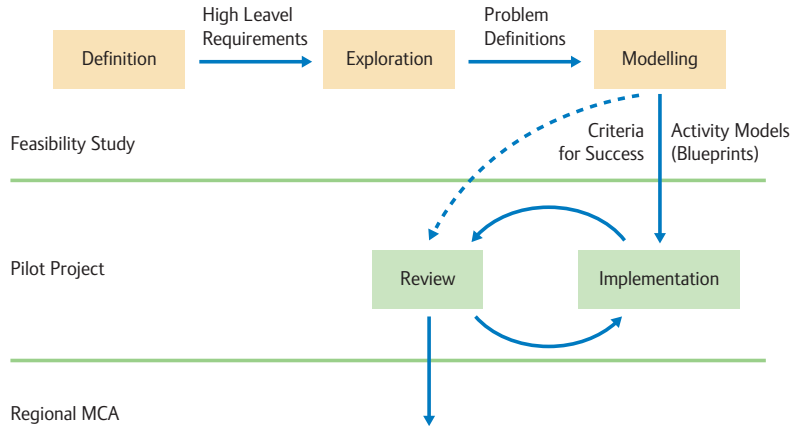 High Leavel
Requirements
Problem
Definitions
Definition
Exploration
Modelling
Feasibility Study
Criteria
for Success
Activity Models
(Blueprints)
Pilot Project
Review
Implementation
Regional MCA